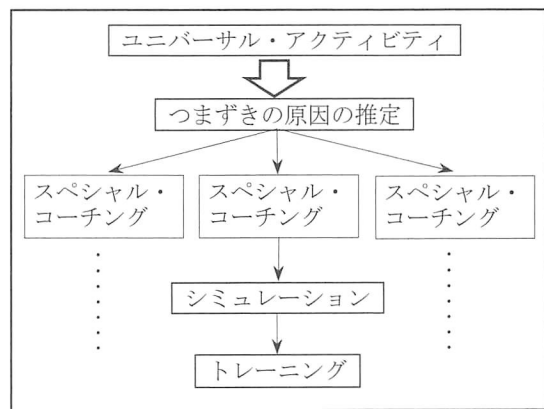 ユニバーサル・アクティビティ
つまずきの原因の推定
スペシャル・
コーチング
スペシャル・
コーチング
スペシャル・
コーチング
シミュレーション
トレーニング